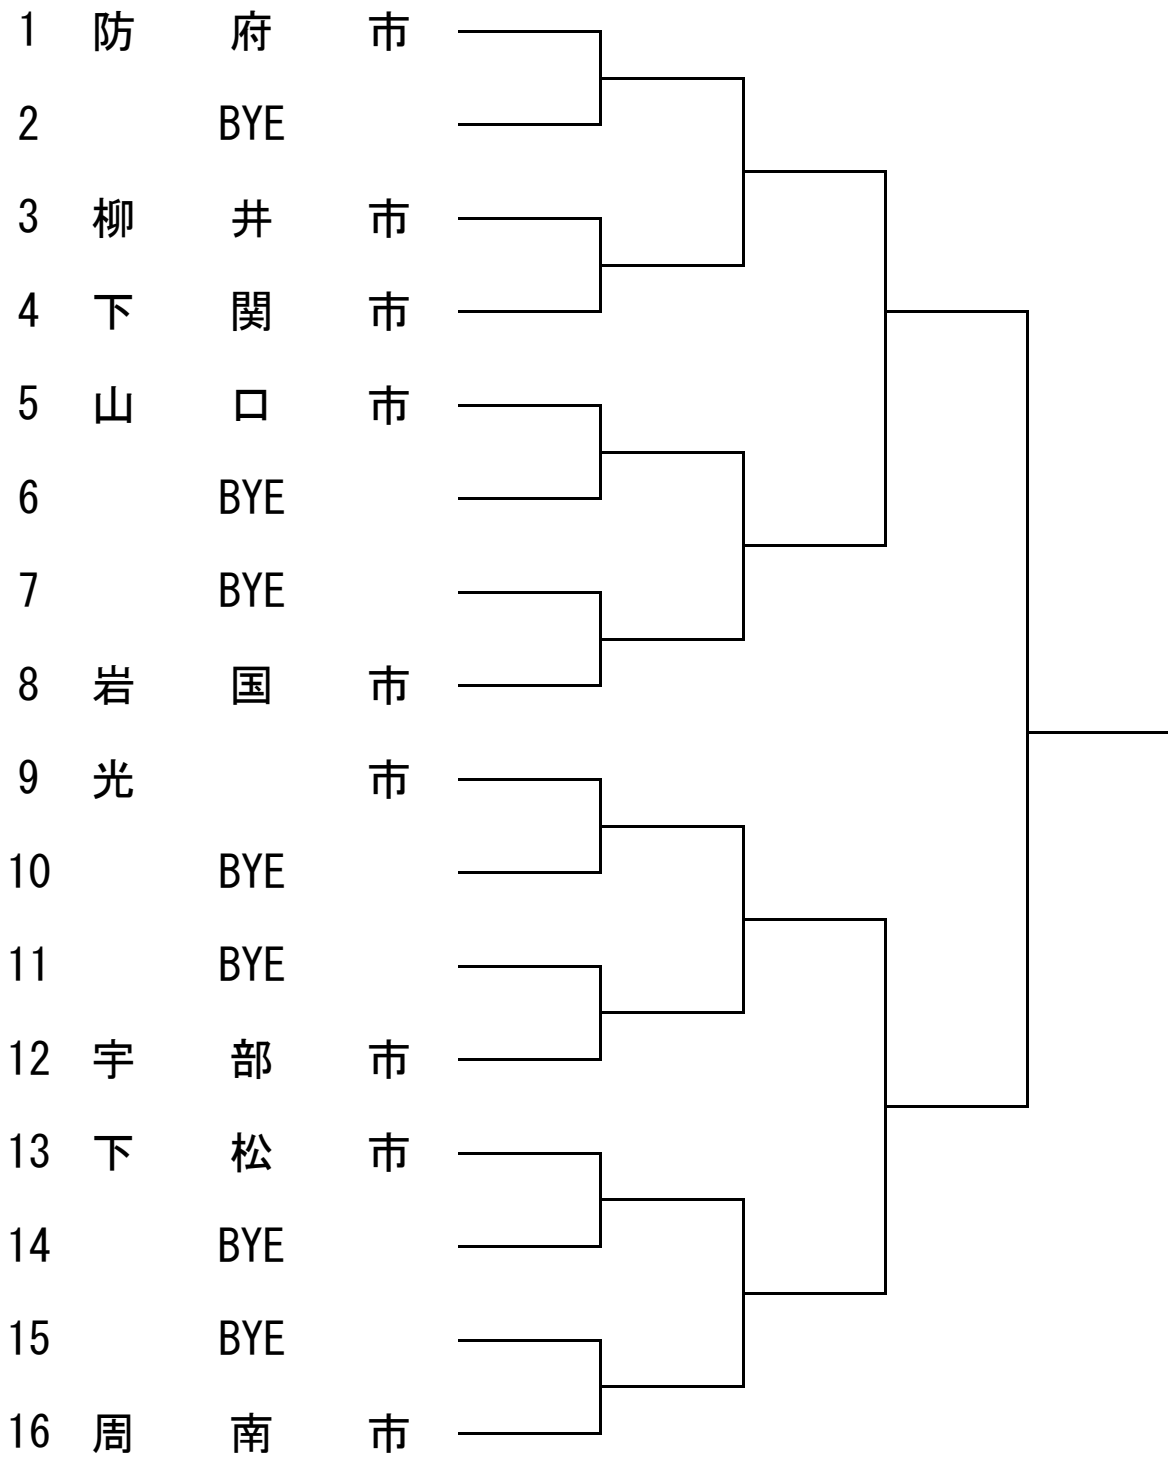 1 防 府 市
2 BYE
3 柳 井 市
4 下 関 市
5 山 口 市
6 BYE
7 BYE
8 岩 国 市
9 光 市
10 BYE
11 BYE
12 宇 部 市
13 下 松 市
14 BYE
15 BYE
16 周 南 市